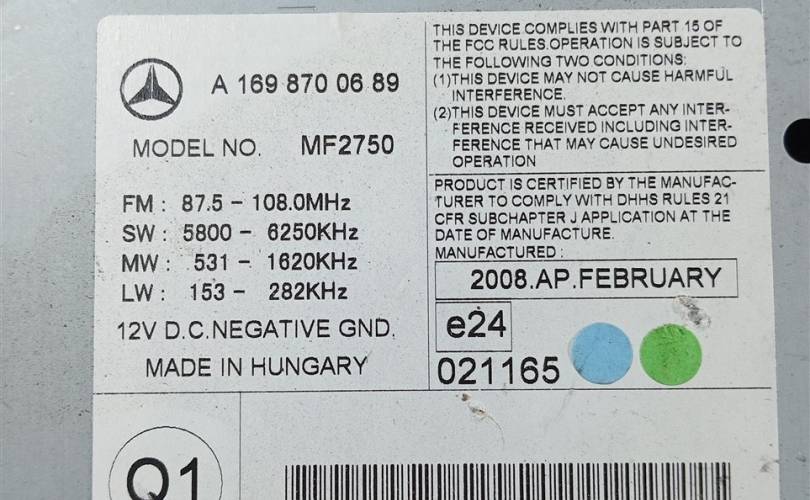 A 169 870 06 89
MODEL NO. MF2750
FM : 87.5 - 108.0MHz
SW : 5800 - 6250KHz
MW : 531 - 1620KHz
LW : 153 - 282KHz
12V D.C.NEGATIVE GND.
MADE IN HUNGARY
THIS DEVICE COMPLIES WITH PART 15 OF
THE FCC RULES.OPERATION IS SUBJECT TO
THE FOLLOWING TWO CONDITIONS:
(1)THIS DEVICE MAY NOT CAUSE HARMFUL
INTERFERENCE.
(2)THIS DEVICE MUST ACCEPT ANY INTER-
FERENCE RECEIVED INCLUDING INTER-
FERENCE THAT MAY CAUSE UNDESIRED
OPERATION
PRODUCT IS CERTIFIED BY THE MANUFAC-
TURER TO COMPLY WITH DHHS RULES 21
CFR SUBCHAPTER J APPLICATION AT THE
DATE OF MANUFACTURE.
MANUFACTURED :
2008.AP.FEBRUARY
e24
021165
Q1